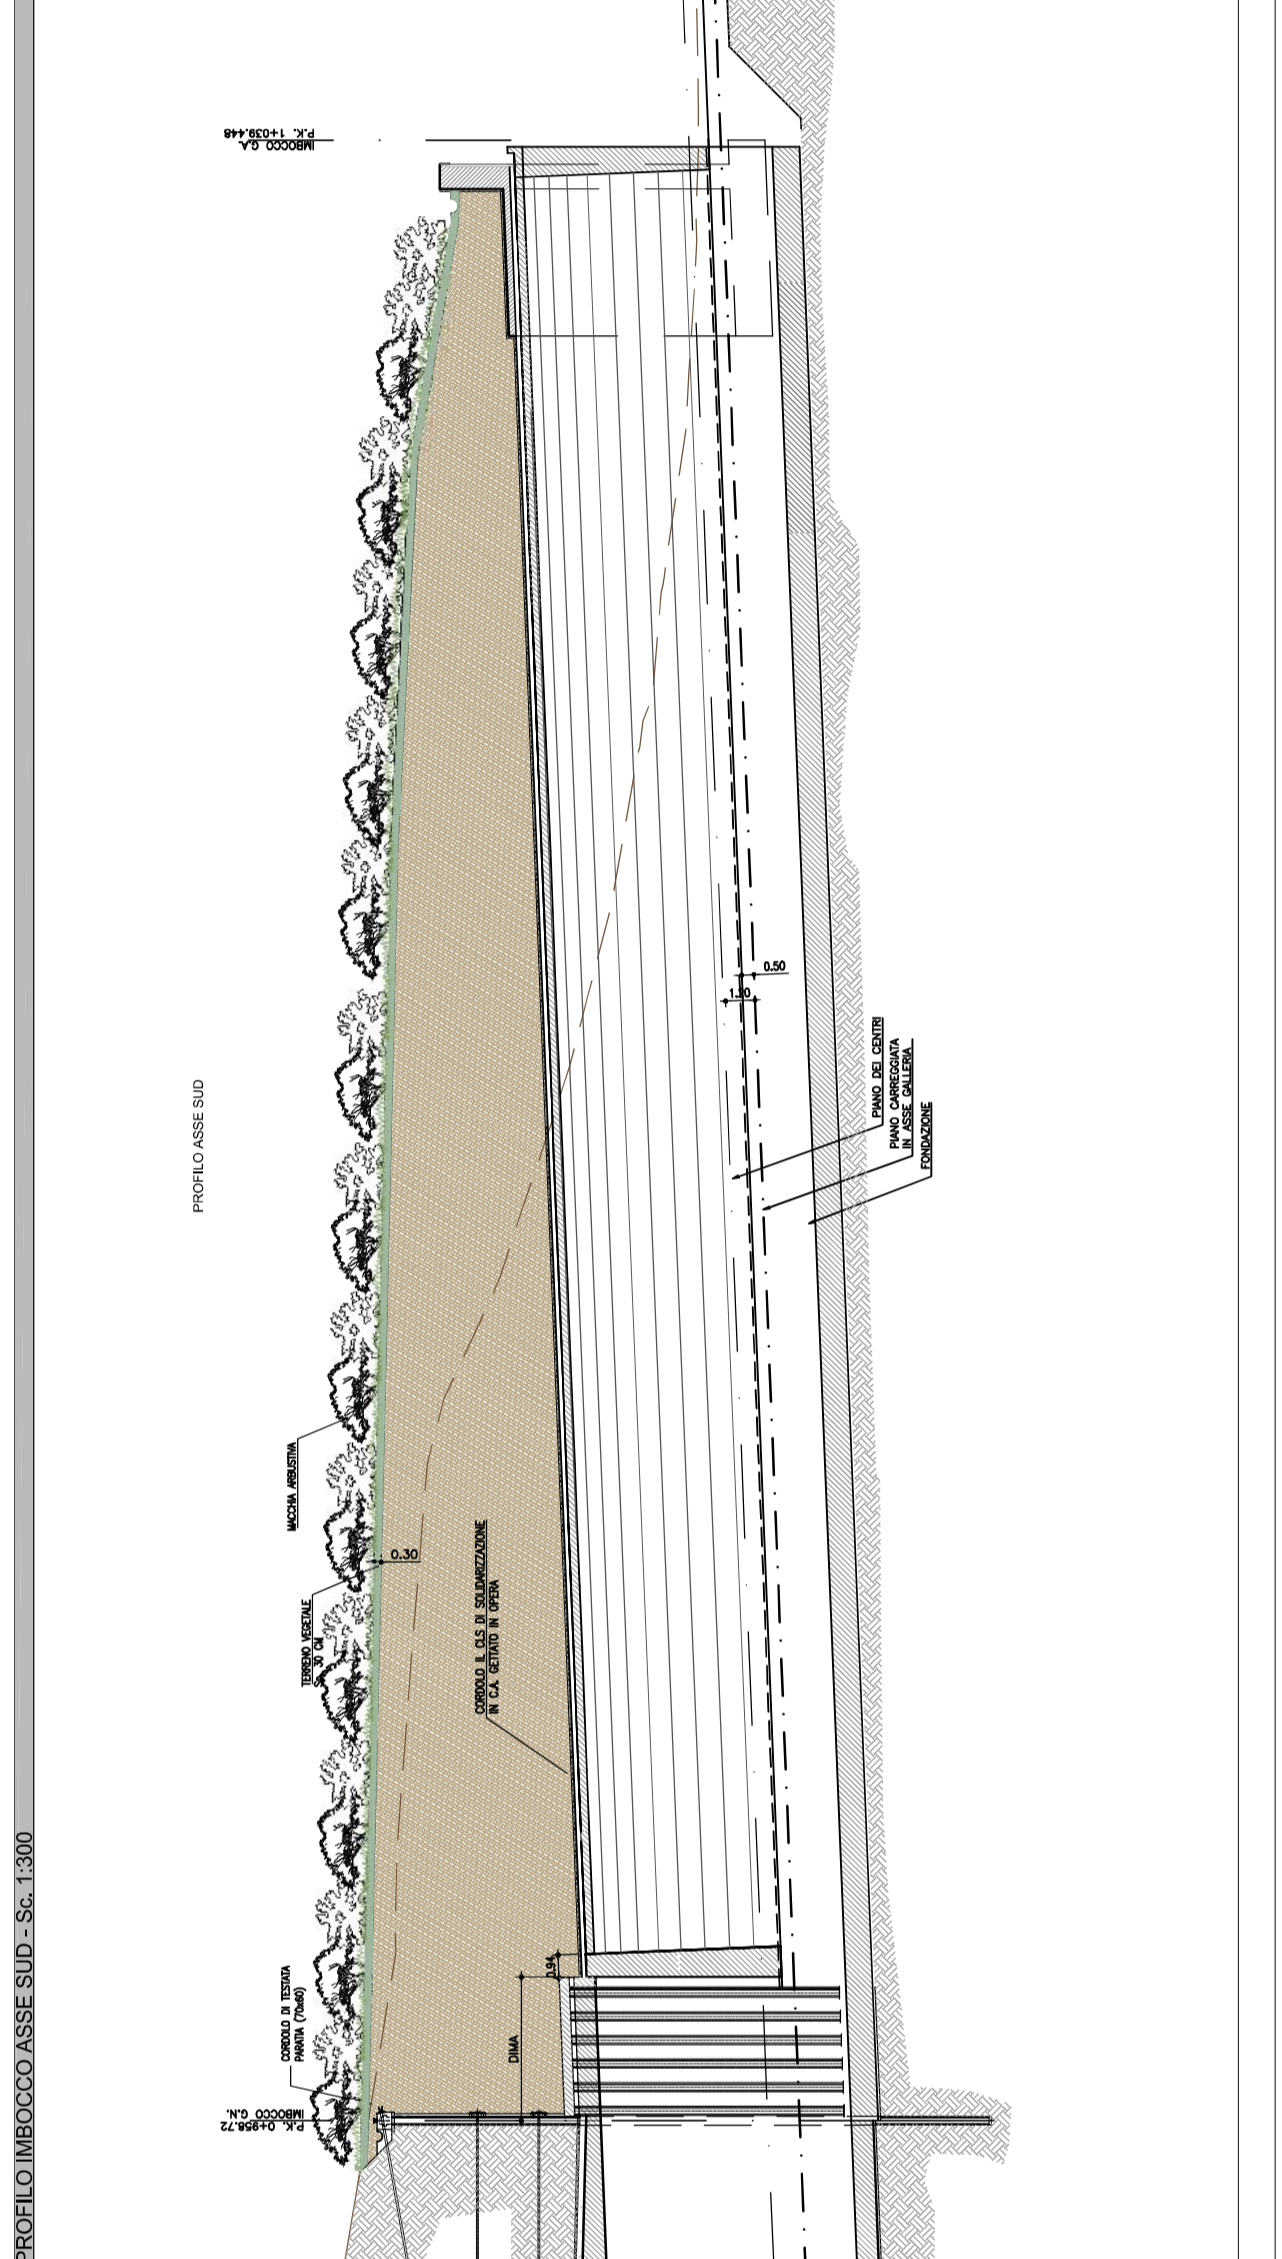 PROFILO IMBOCCO ASSE SUD - Sc. 1:300
PROFILO ASSE SUD
IMBOCCO G.A.
P.K. 1+039.448
MACCHIA ARBUSTIVA
TERRENO VEGETALE
Sp. 30 CM
0.30
CORDOLO IL CLS DI SOLIDARIZZAZIONE
IN C.A. GETTATO IN OPERA
CORDOLO DI TESTATA
PARATIA (70x60)
P.K. 0+958.72
IMBOCCO G.N.
DIMA
0.94
0.50
1.20
PIANO DEI CENTRI
PIANO CARREGGIATA
IN ASSE GALLERIA
FONDAZIONE